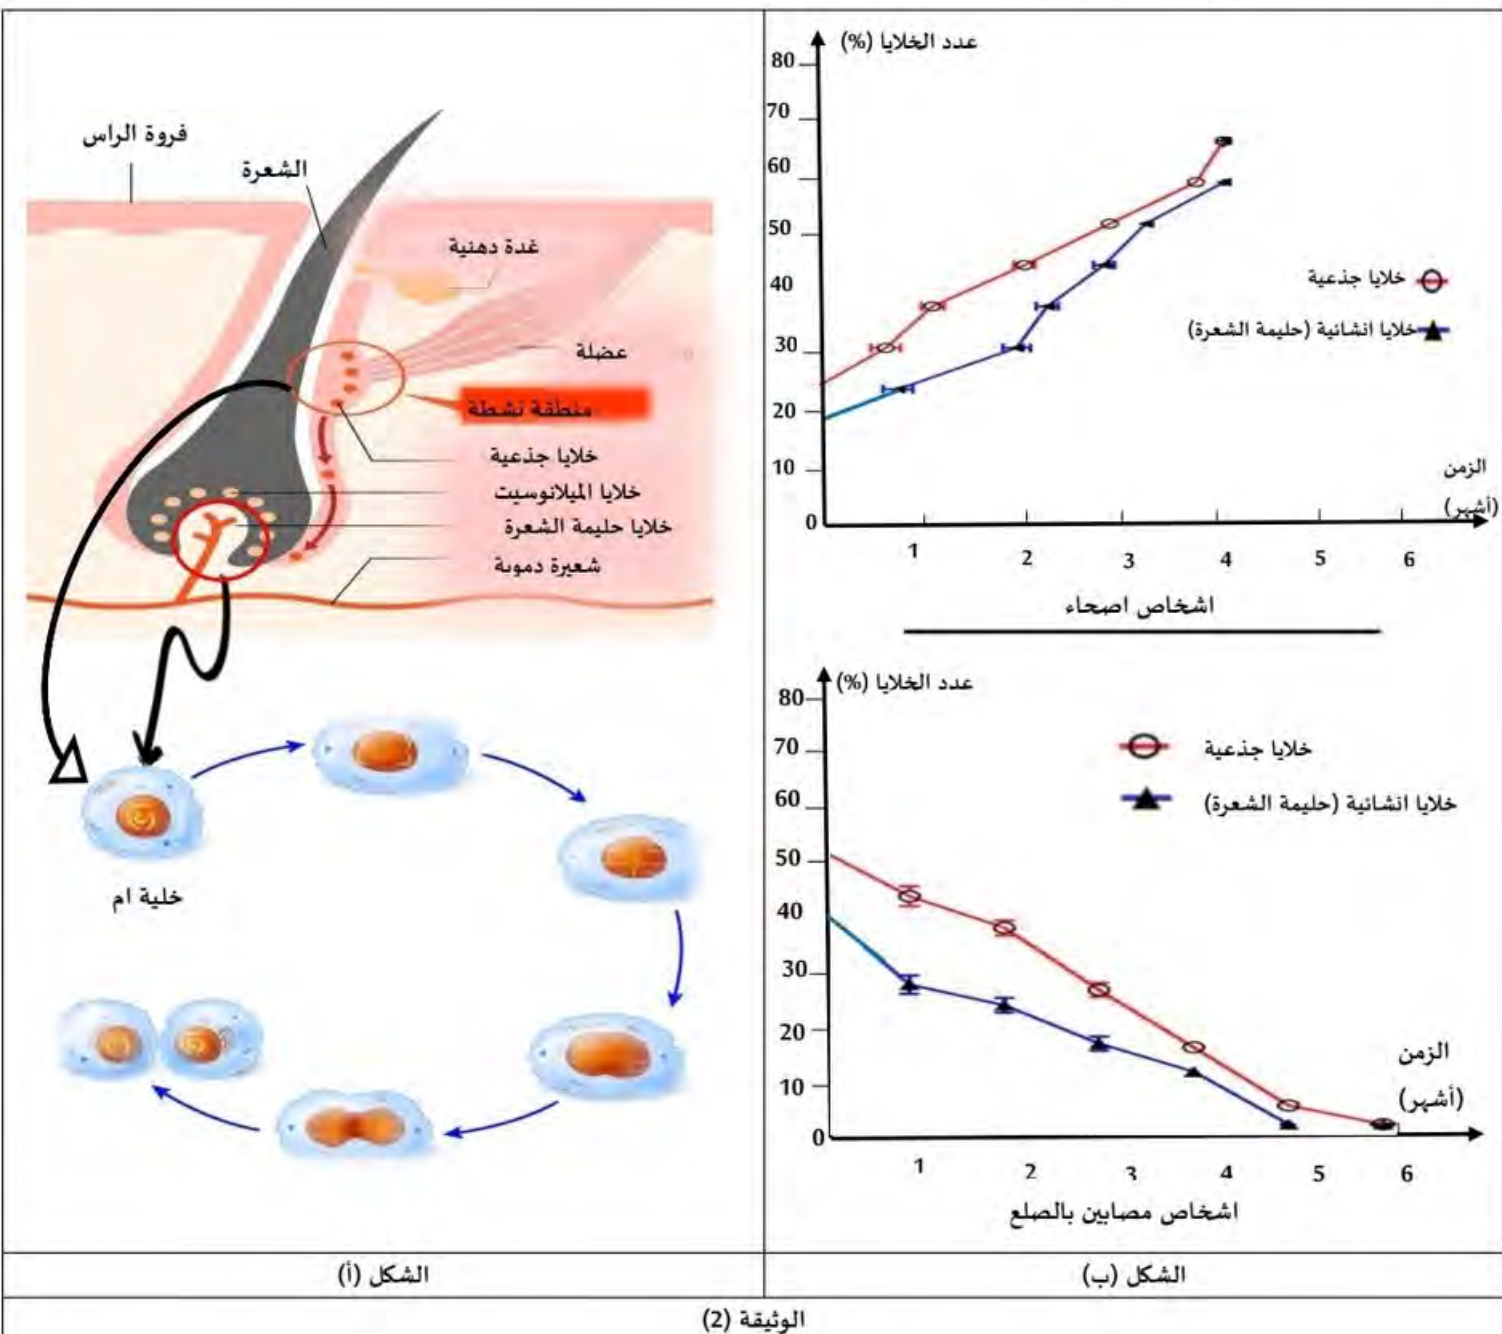 فروة الراس
الشعرة
غدة دهنية
عضلة
منطقة نشطة
خلايا جذعية
خلايا الميلانوسيت
خلايا حليمة الشعرة
شعيرة دموية
خلية ام
عدد الخلايا (%)
80
70
60
50
40
30
20
10
0
خلايا جذعية
خلايا انشائية (حليمة الشعرة)
الزمن
(أشهر)
1 2 3 4 5 6
اشخاص اصحاء
عدد الخلايا (%)
80
70
60
50
40
30
20
10
0
خلايا جذعية
خلايا انشائية (حليمة الشعرة)
الزمن
(أشهر)
1 2 3 4 5 6
اشخاص مصابين بالصلع
الشكل (أ)
الشكل (ب)
الوثيقة (2)